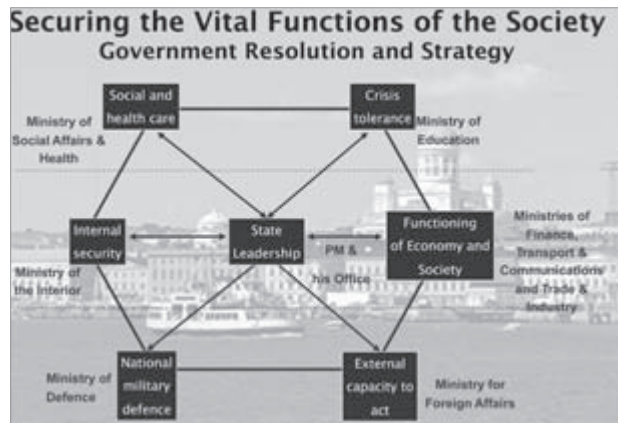 Securing the Vital Functions of the Society
Government Resolution and Strategy
Social and
health care
Crisis
tolerance
Ministry of
Social Affairs &
Health
Ministry of
Education
Internal
security
State
Leadership
Functioning
of Economy and
Society
PM &
his Office
Ministries of
Finance,
Transport &
Communications
and Trade &
Industry
Ministry of
the Interior
National
military
defence
External
capacity to
act
Ministry of
Defence
Ministry for
Foreign Affairs